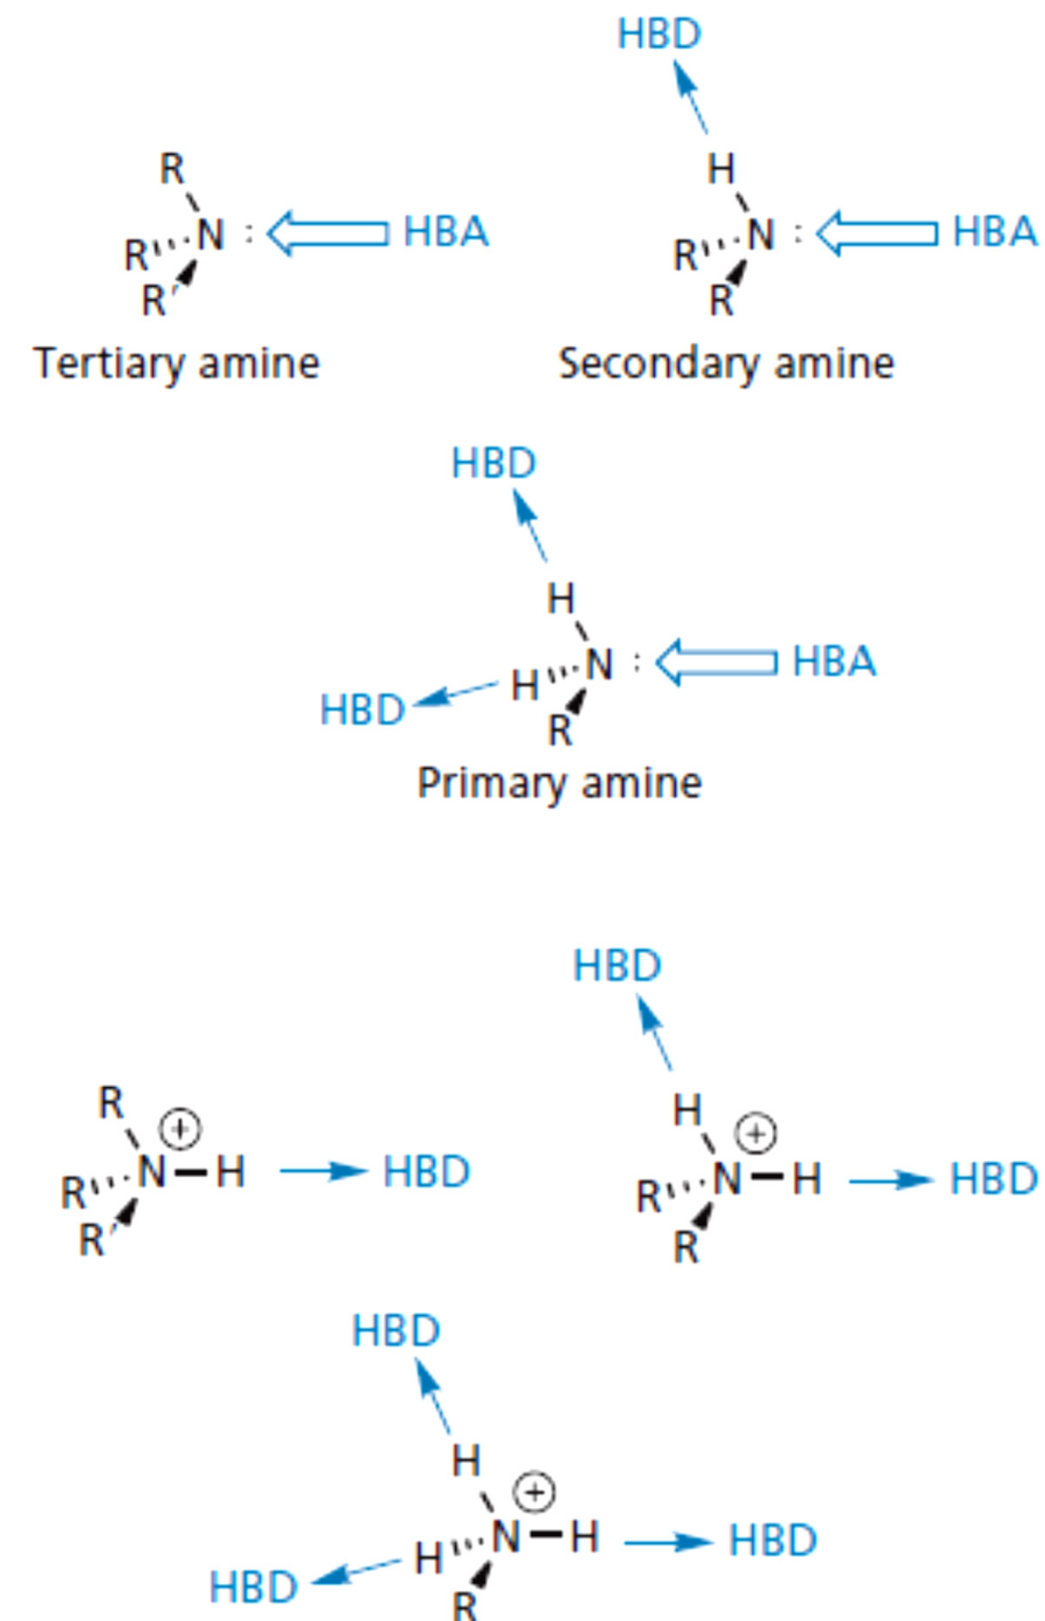 HBD
R
H
R N : HBA
R N : HBA
R
R
Tertiary amine
Secondary amine
HBD
H
H N : HBA
HBD
R
Primary amine
HBD
R
H
+
+
R N H HBD
R N H HBD
R
R
HBD
H
+
H N H HBD
HBD
R